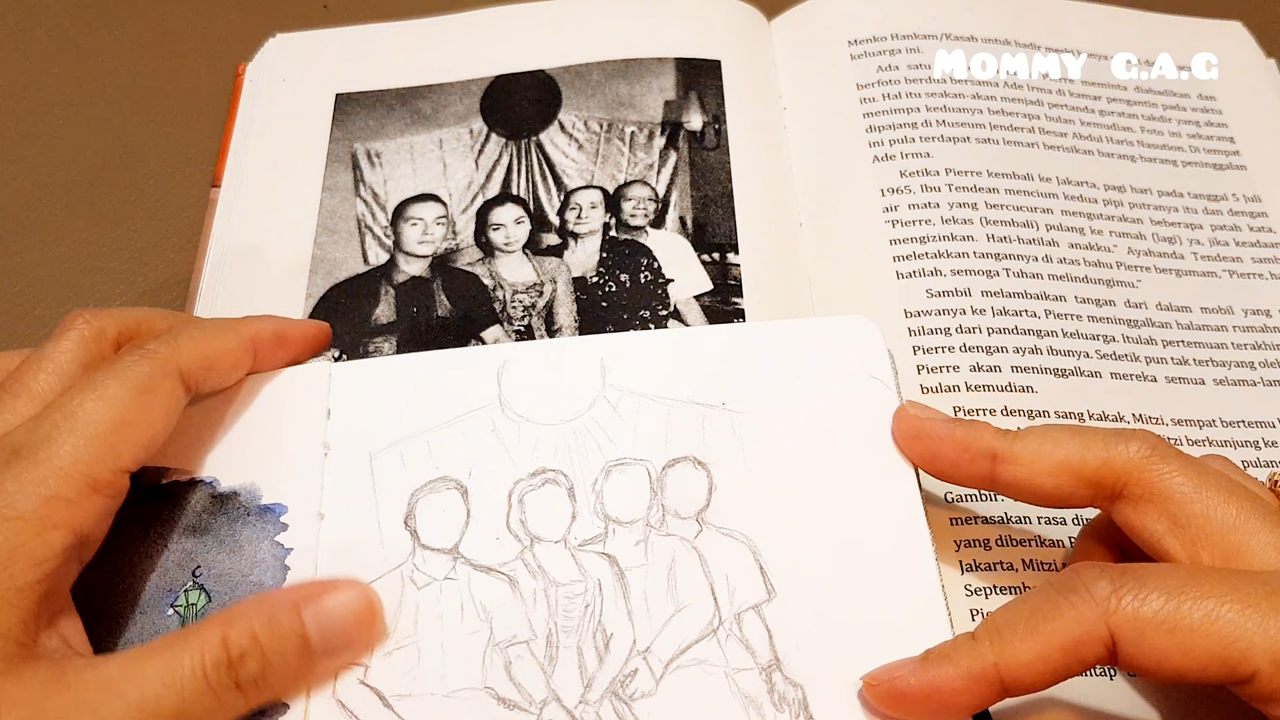 MOMMY G.A.G
Menko Hankam/Kasab untuk hadir
keluarga ini.
Ada satu meminta diabadikan dan
berfoto berdua bersama Ade Irma di kamar pengantin pada waktu
itu. Hal itu seakan-akan menjadi pertanda guratan takdir yang akan
menimpa keduanya beberapa bulan kemudian. Foto ini sekarang
dipajang di Museum Jenderal Besar Abdul Haris Nasution. Di tempat
ini pula terdapat satu lemari berisikan barang-barang peninggalan
Ade Irma.
Ketika Pierre kembali ke Jakarta, pagi hari pada tanggal 5 Juli
1965, Ibu Tendean mencium kedua pipi putranya itu dan dengan
air mata yang bercucuran mengutarakan beberapa patah kata,
"Pierre, lekas (kembali) pulang ke rumah (lagi) ya, jika keadaan
mengizinkan. Hati-hatilah anakku." Ayahanda Tendean
meletakkan tangannya di atas bahu Pierre bergumam, "Pierre,
hatilah, semoga Tuhan melindungimu."
Sambil melambaikan tangan dari dalam mobil yang
bawanya ke Jakarta, Pierre meninggalkan halaman
hilang dari pandangan keluarga. Itulah pertemuan
Pierre dengan ayah ibunya. Sedetik pun tak terbayang
Pierre akan meninggalkan mereka semua
bulan kemudian.
Pierre dengan sang kakak, Mitzi, sempat bertemu
berkunjung ke
pulang
Gambir.
merasakan rasa
yang diberikan
Jakarta, Mitzi